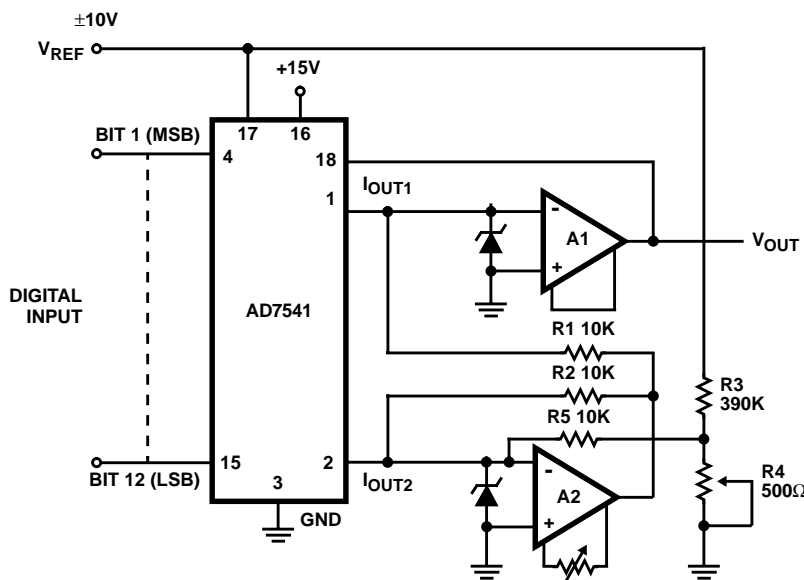 ±10V
VREF
+15V
BIT 1 (MSB)
17
16
4
18
1
IOUT1
-
A1
+
VOUT
DIGITAL
INPUT
AD7541
R1 10K
R2 10K
R3
390K
R5 10K
15
2
BIT 12 (LSB)
IOUT2
3
GND
-
A2
+
R4
500Ω